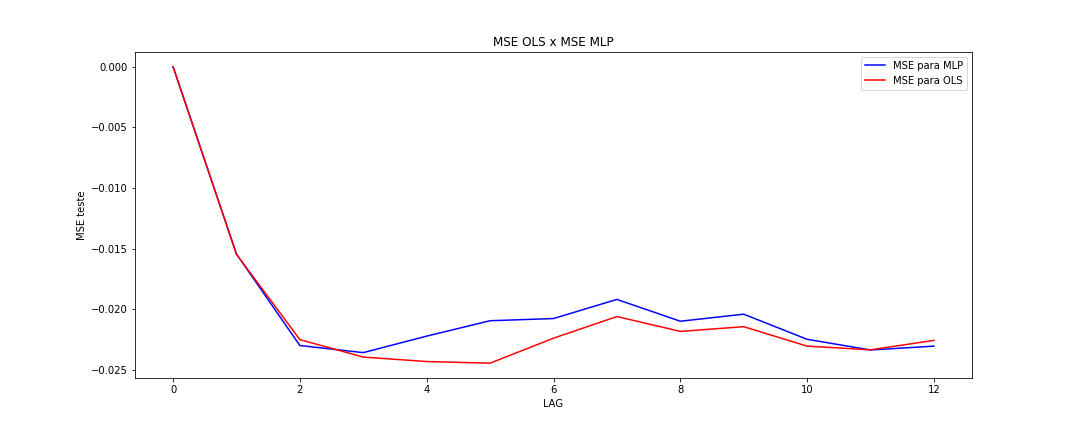 MSE OLS x MSE MLP
MSE para MLP
MSE para OLS
0.000
−0.005
−0.010
−0.015
−0.020
−0.025
MSE teste
0 2 4 6 8 10 12
LAG